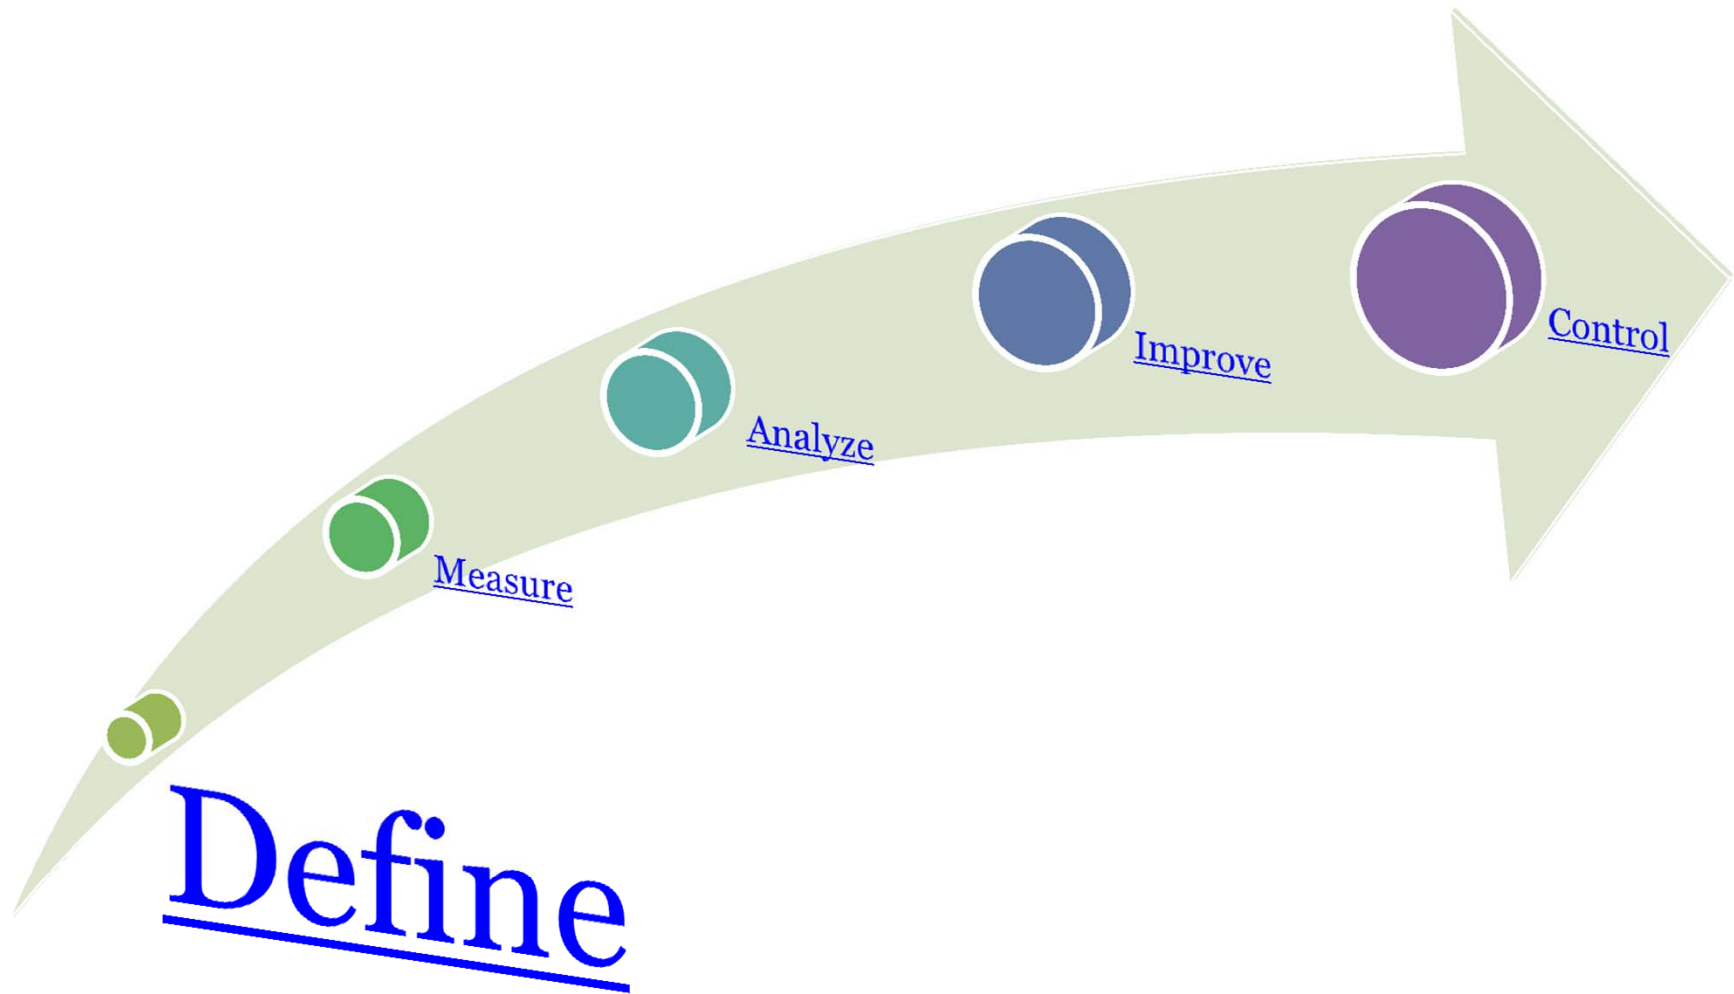 Define
Measure
Analyze
Improve
Control